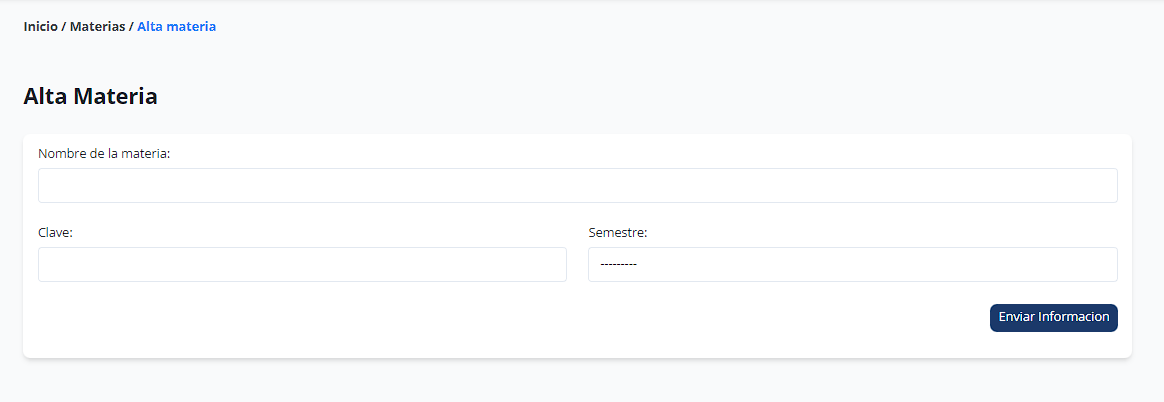 Inicio / Materias / Alta materia
Alta Materia
Nombre de la materia:
Clave:
Semestre:
---------
Enviar Informacion